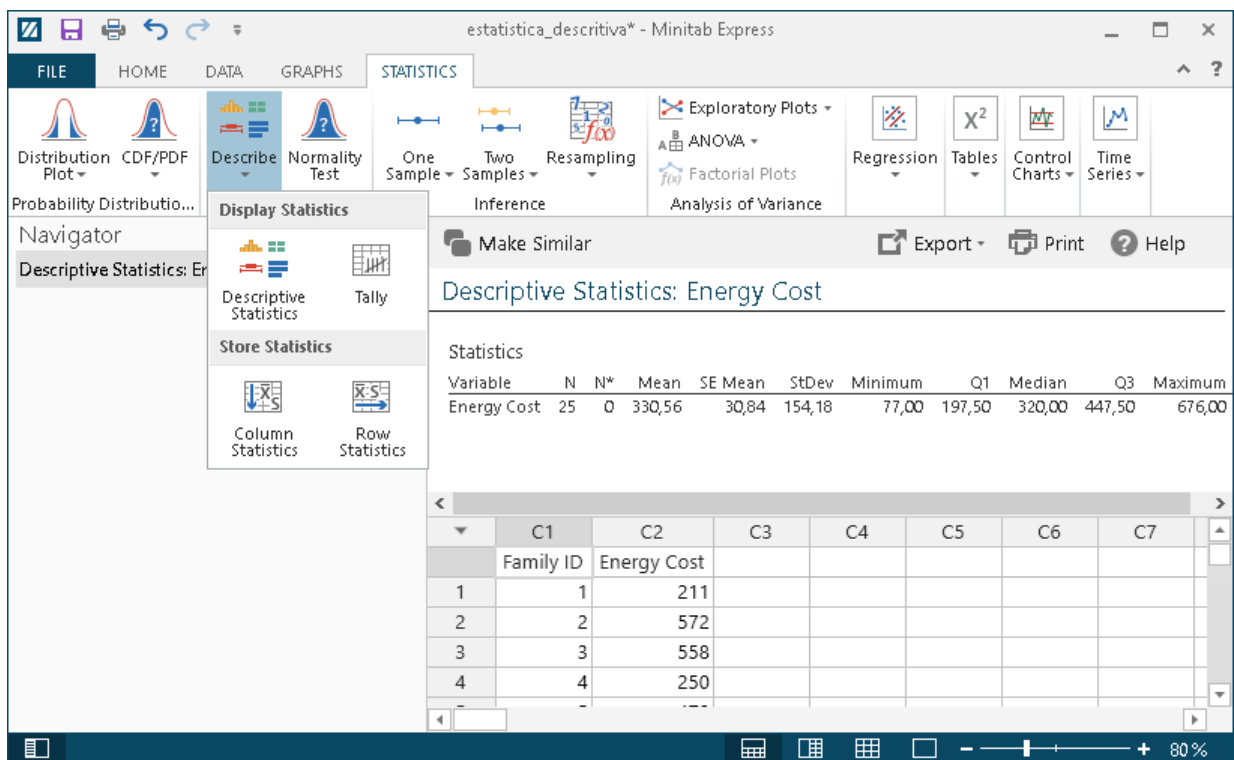 estatistica_descritiva* - Minitab Express
FILE HOME DATA GRAPHS STATISTICS ?
Distribution Plot CDF/PDF Describe Normality Test One Sample Two Samples Resampling Exploratory Plots ANOVA Factorial Plots Regression Tables Control Charts Time Series
Probability Distributio... Inference Analysis of Variance
Navigator
Descriptive Statistics: Er
Display Statistics
Descriptive Statistics Tally
Store Statistics
Column Statistics Row Statistics
Make Similar Export Print Help
Descriptive Statistics: Energy Cost
Statistics
Variable N N* Mean SE Mean StDev Minimum Q1 Median Q3 Maximum
Energy Cost 25 0 330,56 30,84 154,18 77,00 197,50 320,00 447,50 676,00
C1 C2 C3 C4 C5 C6 C7
Family ID Energy Cost
1 1 211
2 2 572
3 3 558
4 4 250
80 %